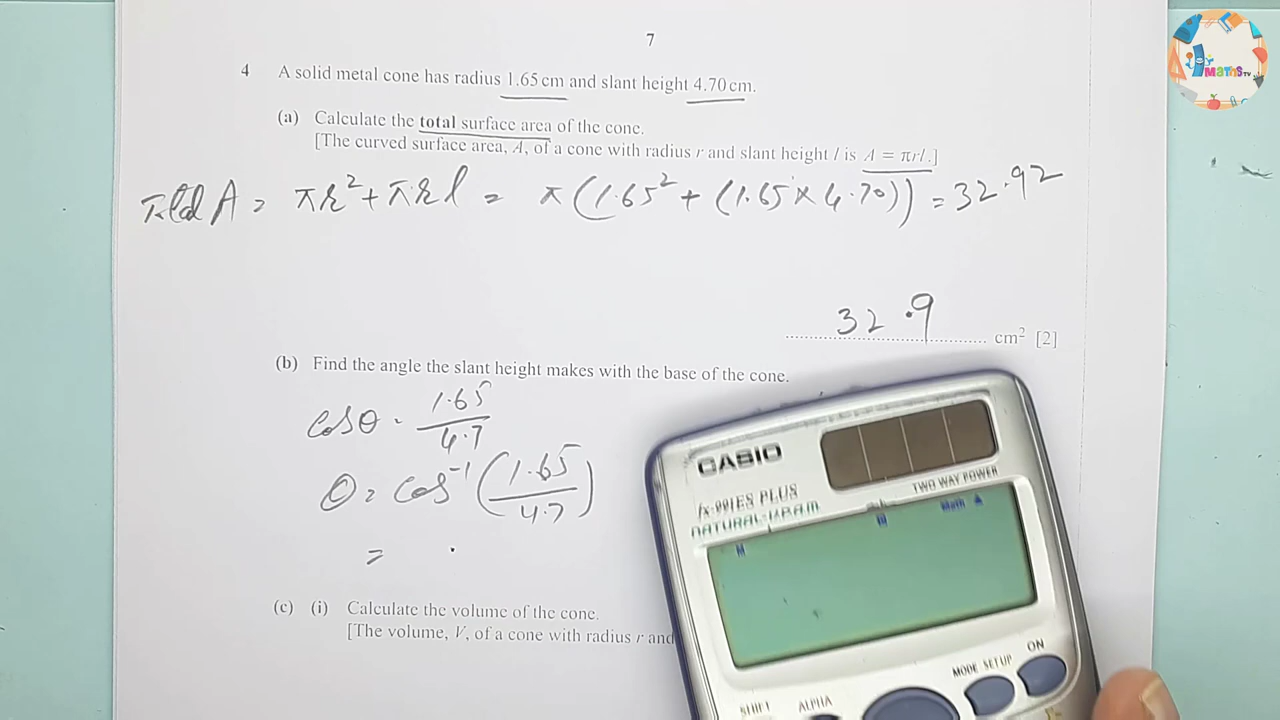 7
4 A solid metal cone has radius 1.65 cm and slant height 4.70 cm.
(a) Calculate the total surface area of the cone.
[The curved surface area, A, of a cone with radius r and slant height l is A = πrl.]
Total A = πr² + πrl = π(1.65² + (1.65 × 4.70)) = 32.92
32.9
cm² [2]
(b) Find the angle the slant height makes with the base of the cone.
cosθ = 1.65/4.7
θ = cos⁻¹(1.65/4.7)
=
(c) (i) Calculate the volume of the cone.
[The volume, V, of a cone with radius r and
CASIO
fx-991ES PLUS
TWO WAY POWER
NATURAL-V.P.A.M.
M
Math ▲
MODE SETUP ON
SHIFT ALPHA
MATHS TV